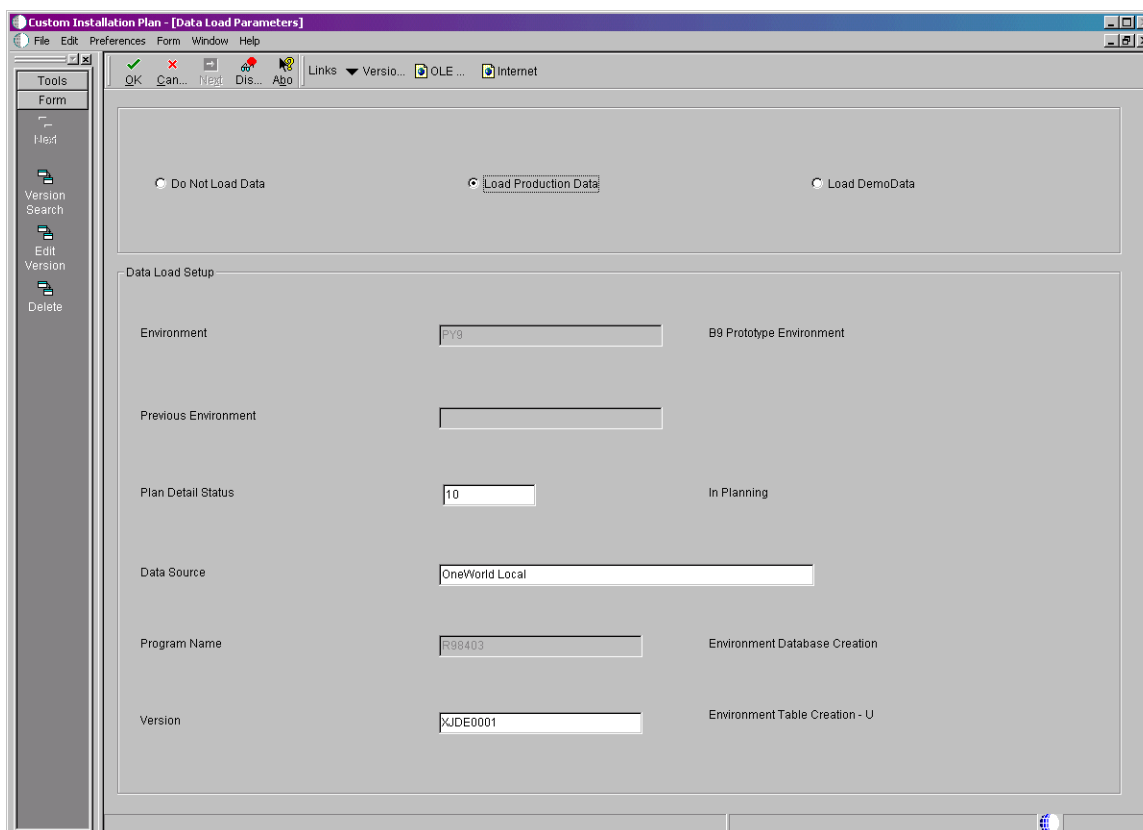 Custom Installation Plan - [Data Load Parameters]
File Edit Preferences Form Window Help
Tools
Form
Next
Version Search
Edit Version
Delete
OK Can... Next Dis... Abo Links Versio... OLE ... Internet
Do Not Load Data Load Production Data Load DemoData
Data Load Setup
Environment PY9 B9 Prototype Environment
Previous Environment
Plan Detail Status 10 In Planning
Data Source OneWorld Local
Program Name R98403 Environment Database Creation
Version XJDE0001 Environment Table Creation - U